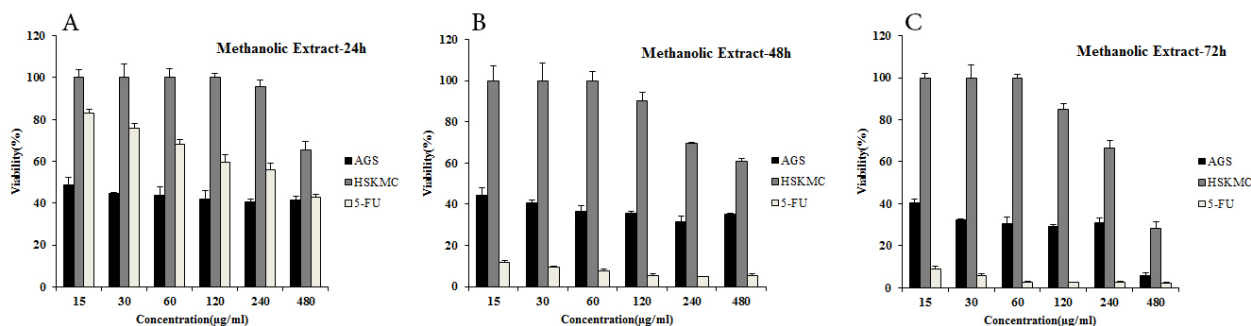 A
Methanolic Extract-24h
120
100
80
60
40
20
0
Viability(%)
15 30 60 120 240 480
Concentration(µg/ml)
AGS
HSKMC
5-FU
B
Methanolic Extract-48h
120
100
80
60
40
20
0
Viability(%)
15 30 60 120 240 480
Concentration(µg/ml)
AGS
HSKMC
5-FU
C
Methanolic Extract-72h
120
100
80
60
40
20
0
Viability(%)
15 30 60 120 240 480
Concentration(µg/ml)
AGS
HSKMC
5-FU